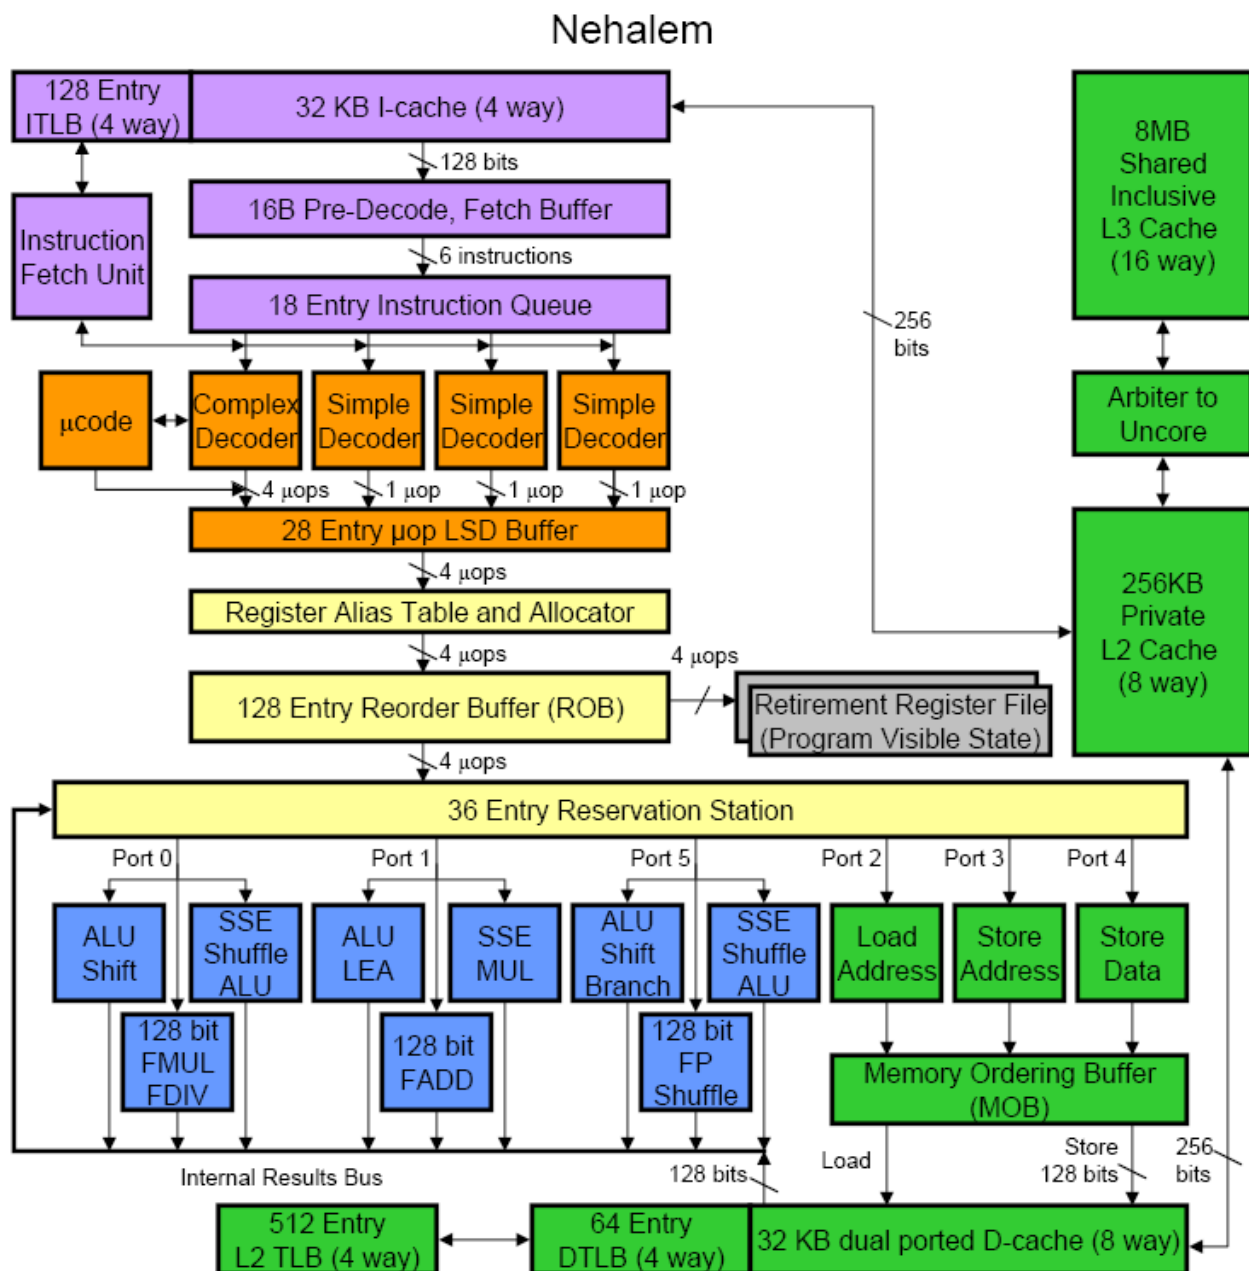 Nehalem
128 Entry
ITLB (4 way)
32 KB I-cache (4 way)
128 bits
16B Pre-Decode, Fetch Buffer
Instruction
Fetch Unit
6 instructions
18 Entry Instruction Queue
8MB
Shared
Inclusive
L3 Cache
(16 way)
256
bits
μcode
Complex
Decoder
Simple
Decoder
Simple
Decoder
Simple
Decoder
Arbiter to
Uncore
4 μops
1 μop
1 μop
1 μop
28 Entry μop LSD Buffer
4 μops
Register Alias Table and Allocator
4 μops
256KB
Private
L2 Cache
(8 way)
128 Entry Reorder Buffer (ROB)
4 μops
Retirement Register File
(Program Visible State)
4 μops
36 Entry Reservation Station
Port 0
Port 1
Port 5
Port 2
Port 3
Port 4
ALU
Shift
SSE
Shuffle
ALU
ALU
LEA
SSE
MUL
ALU
Shift
Branch
SSE
Shuffle
ALU
Load
Address
Store
Address
Store
Data
128 bit
FMUL
FDIV
128 bit
FADD
128 bit
FP
Shuffle
Memory Ordering Buffer
(MOB)
Internal Results Bus
128 bits
Load
Store
128 bits
256
bits
512 Entry
L2 TLB (4 way)
64 Entry
DTLB (4 way)
32 KB dual ported D-cache (8 way)